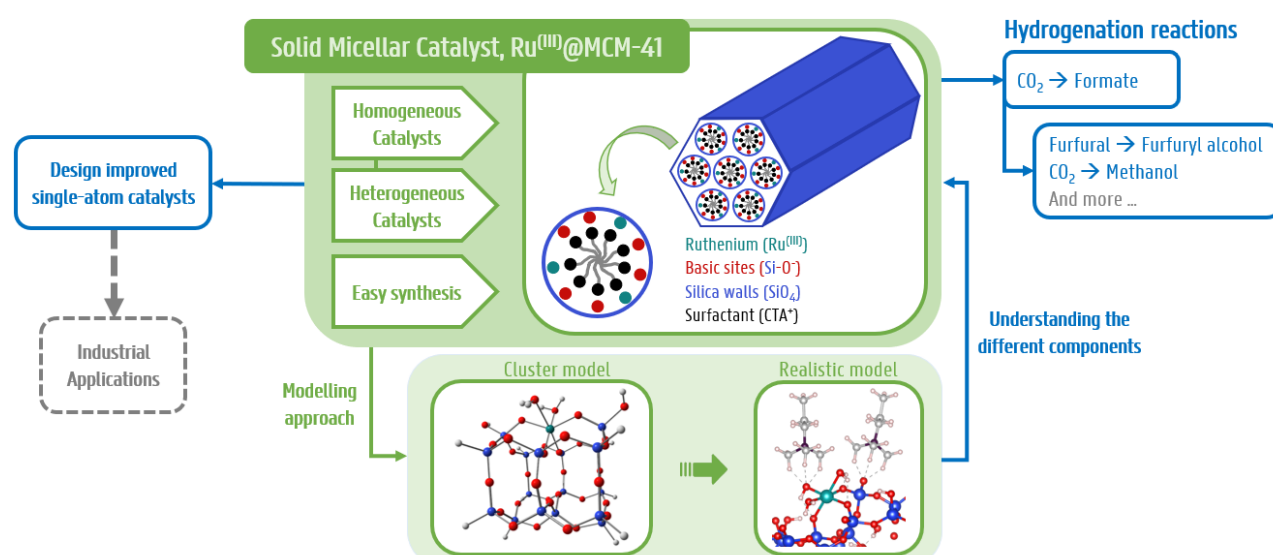 Solid Micellar Catalyst, Ru⁽ᴵᴵᴵ⁾@MCM-41
Homogeneous
Catalysts
Heterogeneous
Catalysts
Easy synthesis
Ruthenium (Ru⁽ᴵᴵᴵ⁾)
Basic sites (Si-O⁻)
Silica walls (SiO₄)
Surfactant (CTA⁺)
Hydrogenation reactions
CO₂ → Formate
Furfural → Furfuryl alcohol
CO₂ → Methanol
And more ...
Design improved
single-atom catalysts
Industrial
Applications
Modelling
approach
Cluster model
Realistic model
Understanding the
different components